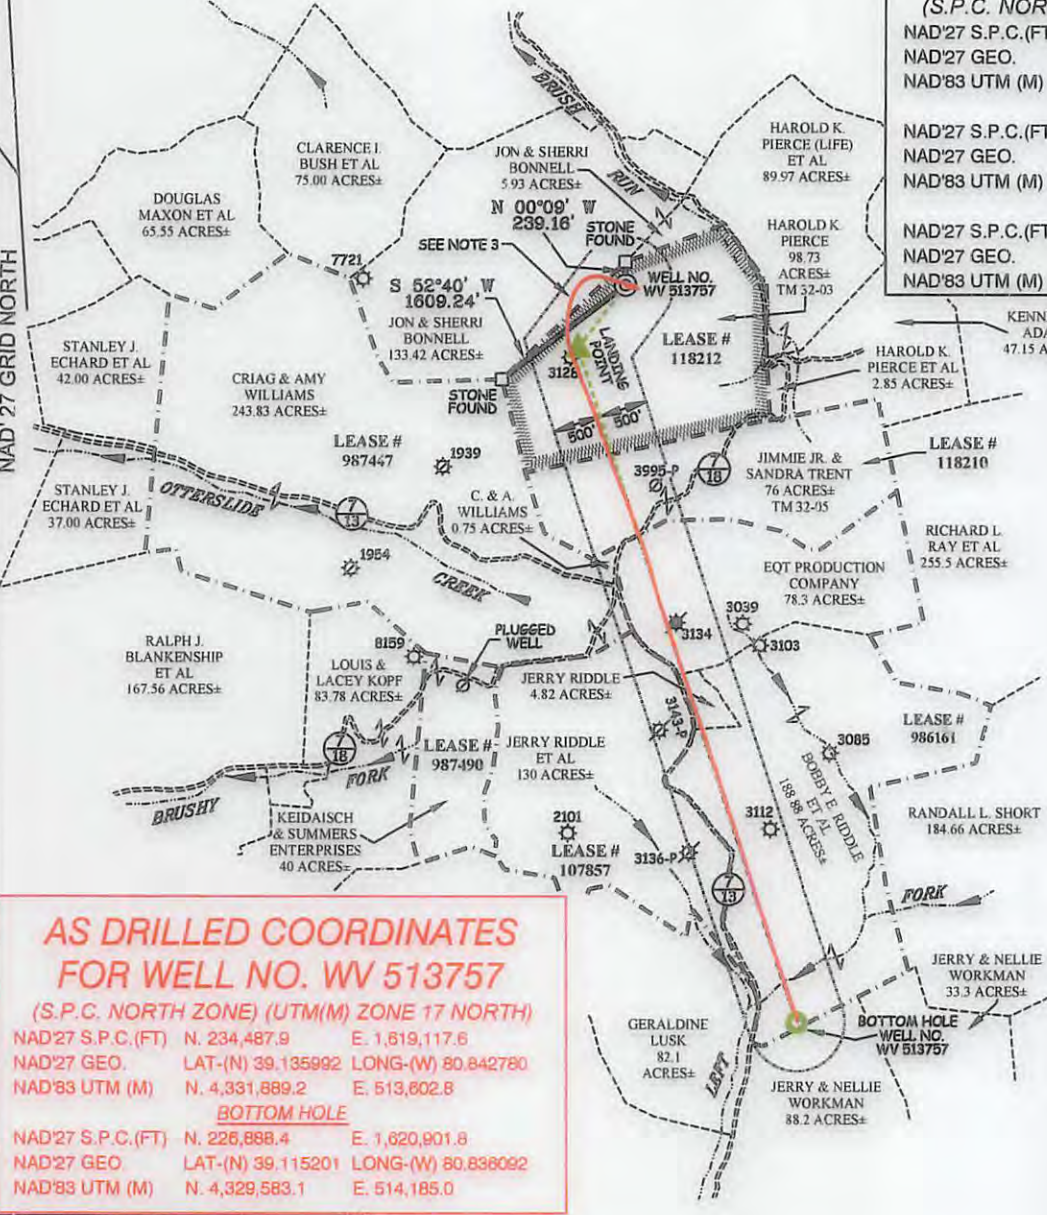 (S.P.C. NOR
NAD'27 S.P.C.(FT
NAD'27 GEO.
NAD'83 UTM (M)
NAD'27 S.P.C.(FT
NAD'27 GEO.
NAD'83 UTM (M)
NAD'27 S.P.C.(FT
NAD'27 GEO.
NAD'83 UTM (M)
NAD'27 GRID NORTH
BRUSH
RUN
CLARENCE I.
BUSH ET AL
75.00 ACRES±
JON & SHERRI
BONNELL
5.93 ACRES±
HAROLD K.
PIERCE (LIFE)
ET AL
89.97 ACRES±
DOUGLAS
MAXON ET AL
65.55 ACRES±
N 00°09' W
239.16'
STONE
FOUND
SEE NOTE 3
HAROLD K.
PIERCE
98.73
ACRES±
TM 32-03
7721
S 52°40' W
1609.24'
WELL NO.
WV 513757
JON & SHERRI
BONNELL
133.42 ACRES±
LEASE #
118212
LANDING
POINT
3128
KENN
ADA
47.15 A
STANLEY J.
ECHARD ET AL
42.00 ACRES±
HAROLD K.
PIERCE ET AL
2.85 ACRES±
CRIAG & AMY
WILLIAMS
243.83 ACRES±
STONE
FOUND
500'
500'
LEASE #
987447
1939
LEASE #
118210
JIMMIE JR. &
SANDRA TRENT
76 ACRES±
TM 32-05
3995-P
7
18
STANLEY J.
ECHARD ET AL
37.00 ACRES±
OTTERSLIDE
7
13
C. & A.
WILLIAMS
0.75 ACRES±
RICHARD L.
RAY ET AL
255.5 ACRES±
1954
CREEK
EQT PRODUCTION
COMPANY
78.3 ACRES±
3039
3134
3103
RALPH J.
BLANKENSHIP
ET AL
167.56 ACRES±
8159
PLUGGED
WELL
LOUIS &
LACEY KOPF
83.78 ACRES±
JERRY RIDDLE
4.82 ACRES±
3143-P
LEASE #
986161
3085
7
18
LEASE #
987490
JERRY RIDDLE
ET AL
130 ACRES±
BOBBY E. RIDDLE
ET AL
188.88 ACRES±
FORK
BRUSHY
KEIDAISCH
& SUMMERS
ENTERPRISES
40 ACRES±
2101
3112
RANDALL L. SHORT
184.66 ACRES±
LEASE #
107857
3136-P
7
13
FORK
JERRY & NELLIE
WORKMAN
33.3 ACRES±
GERALDINE
LUSK
82.1
ACRES±
LEFT
BOTTOM HOLE
WELL NO.
WV 513757
JERRY & NELLIE
WORKMAN
88.2 ACRES±
AS DRILLED COORDINATES
FOR WELL NO. WV 513757
(S.P.C. NORTH ZONE) (UTM(M) ZONE 17 NORTH)
NAD'27 S.P.C.(FT) N. 234,487.9 E. 1,619,117.6
NAD'27 GEO. LAT-(N) 39.135992 LONG-(W) 80.842780
NAD'83 UTM (M) N. 4,331,889.2 E. 513,602.8
BOTTOM HOLE
NAD'27 S.P.C.(FT) N. 226,888.4 E. 1,620,901.8
NAD'27 GEO LAT-(N) 39.115201 LONG-(W) 80.836092
NAD'83 UTM (M) N. 4,329,583.1 E. 514,185.0